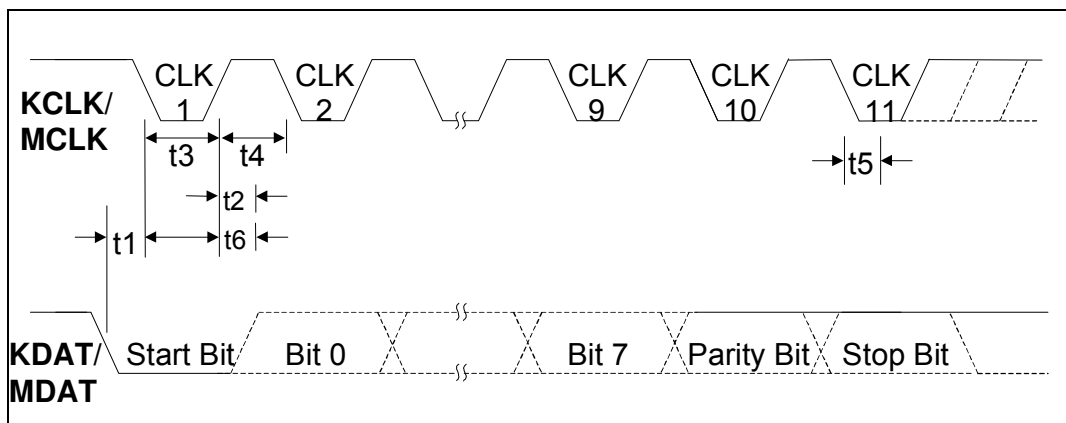 KCLK/
MCLK
CLK
1
CLK
2
CLK
9
CLK
10
CLK
11
t3
t4
t5
t2
t1
t6
KDAT/
MDAT
Start Bit
Bit 0
Bit 7
Parity Bit
Stop Bit